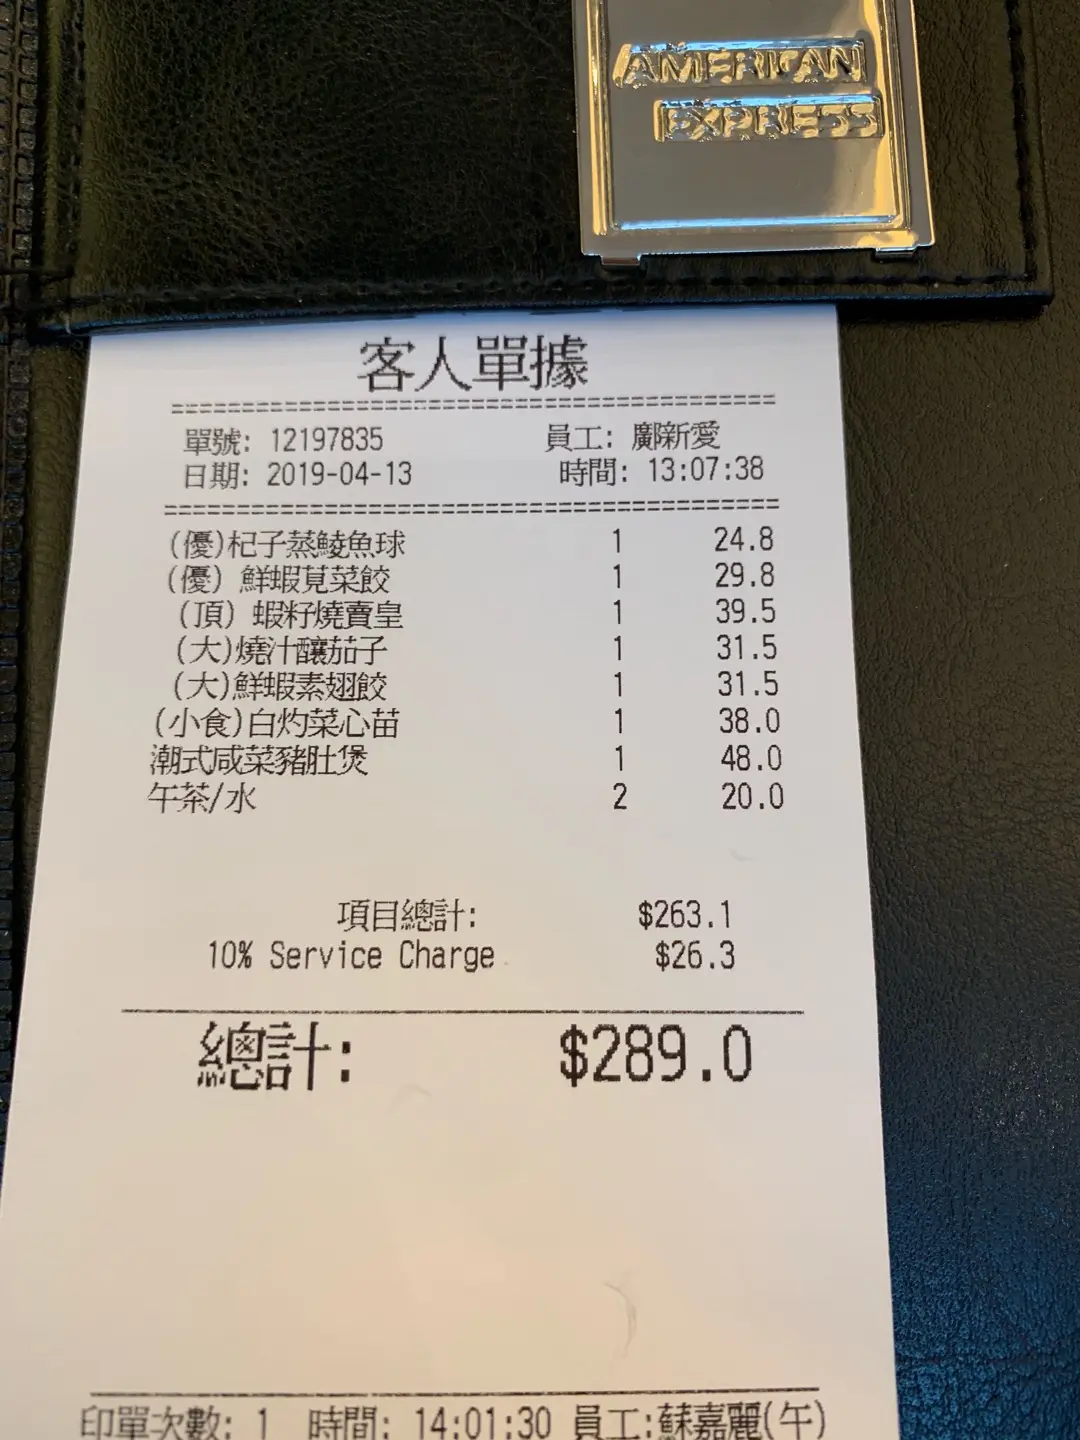 AMERICAN
EXPRESS
客人單據
單號: 12197835 員工: 鄺新愛
日期: 2019-04-13 時間: 13:07:38
(優)杞子蒸鯪魚球 1 24.8
(優) 鮮蝦莧菜餃 1 29.8
(頂) 蝦籽燒賣皇 1 39.5
(大)燒汁釀茄子 1 31.5
(大)鮮蝦素翅餃 1 31.5
(小食)白灼菜心苗 1 38.0
潮式咸菜豬肚煲 1 48.0
午茶/水 2 20.0
項目總計: $263.1
10% Service Charge $26.3
總計: $289.0
印單次數: 1 時間: 14:01:30 員工:蘇嘉麗(午)